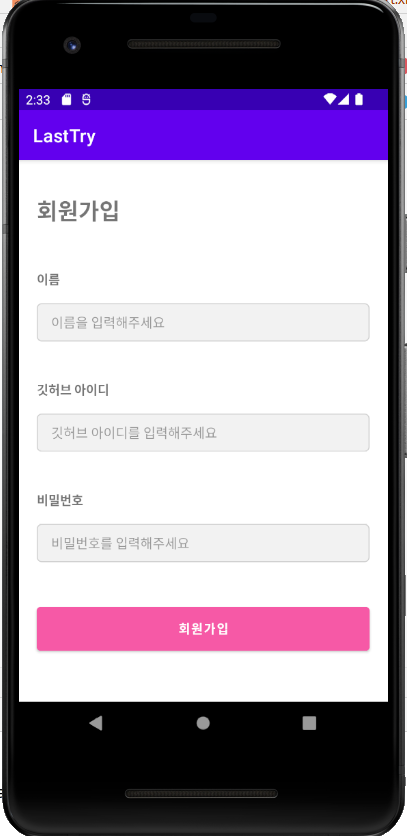 2:33
LastTry
회원가입
이름
이름을 입력해주세요
깃허브 아이디
깃허브 아이디를 입력해주세요
비밀번호
비밀번호를 입력해주세요
회원가입